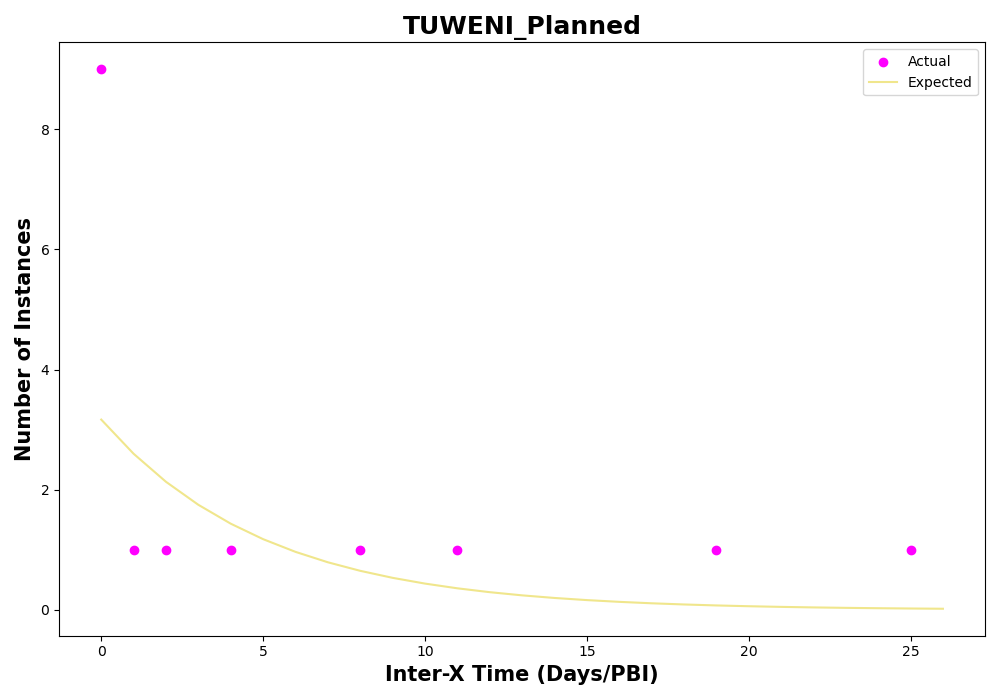 TUWENI_Planned
Actual
Expected
Number of Instances
8
6
4
2
0
0 5 10 15 20 25
Inter-X Time (Days/PBI)